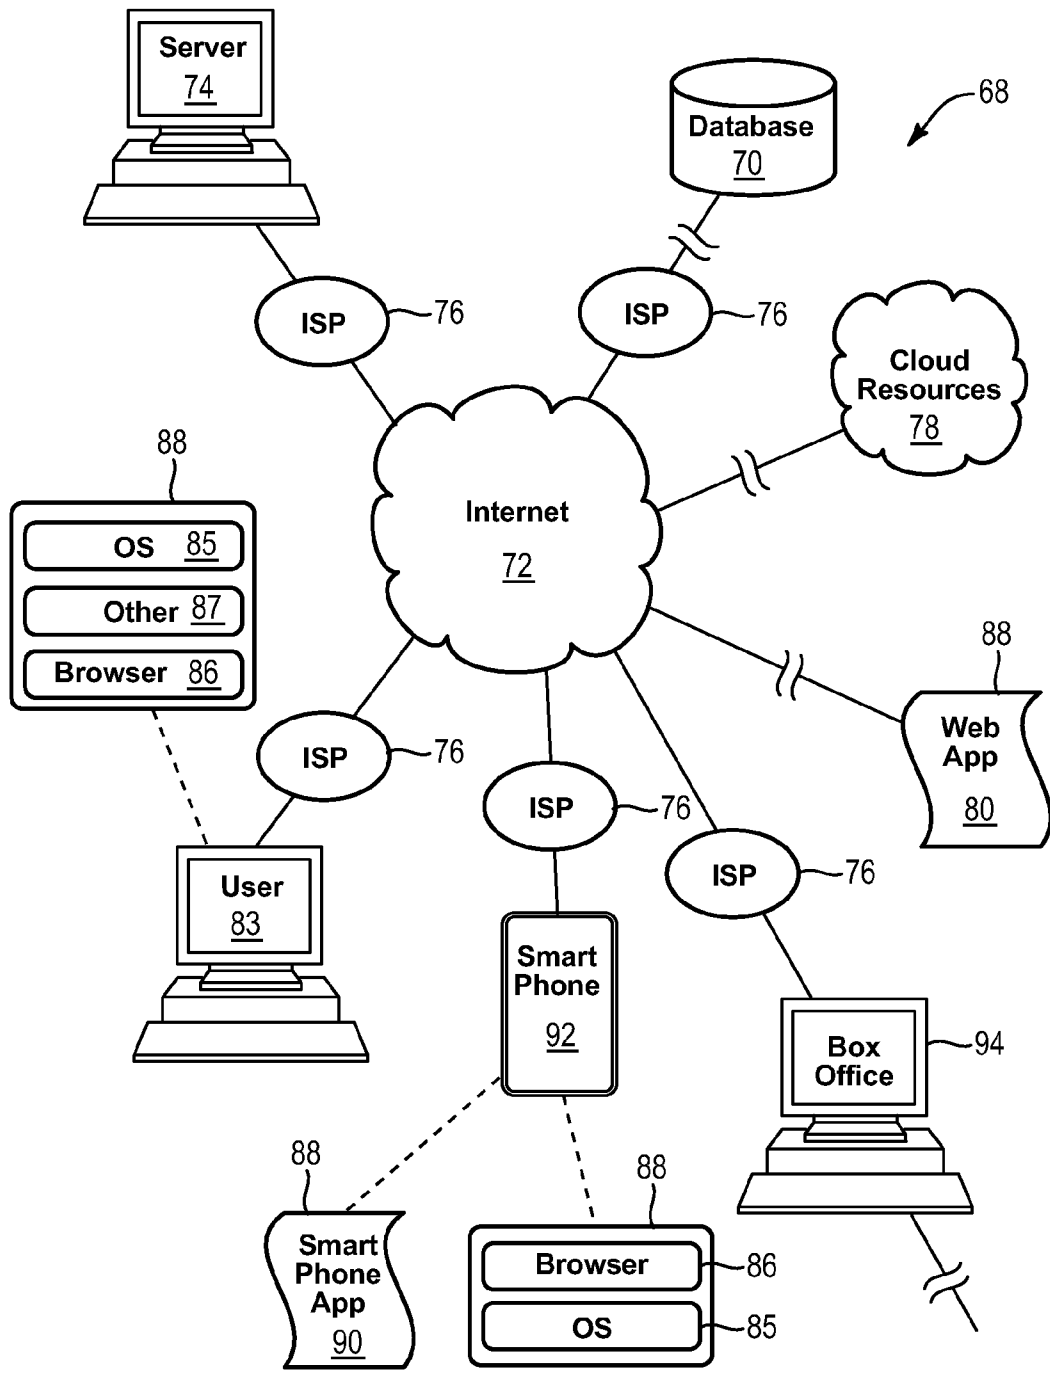 Server
74
Database
70
68
ISP
76
ISP
76
Cloud
Resources
78
88
Internet
72
OS 85
Other 87
Browser 86
88
Web
App
80
ISP
76
ISP
76
ISP
76
User
83
Smart
Phone
92
Box
Office
94
88
Smart
Phone
App
90
88
Browser
86
OS
85